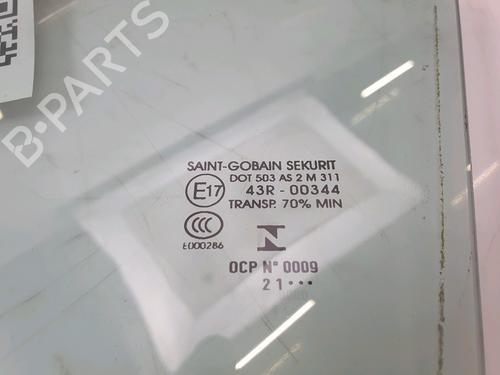 B-PARTS
SAINT-GOBAIN SEKURIT
DOT 503 AS 2 M 311
E17 43R - 00344
TRANSP. 70% MIN
CCC
E000286
N
OCP N° 0009
21•••